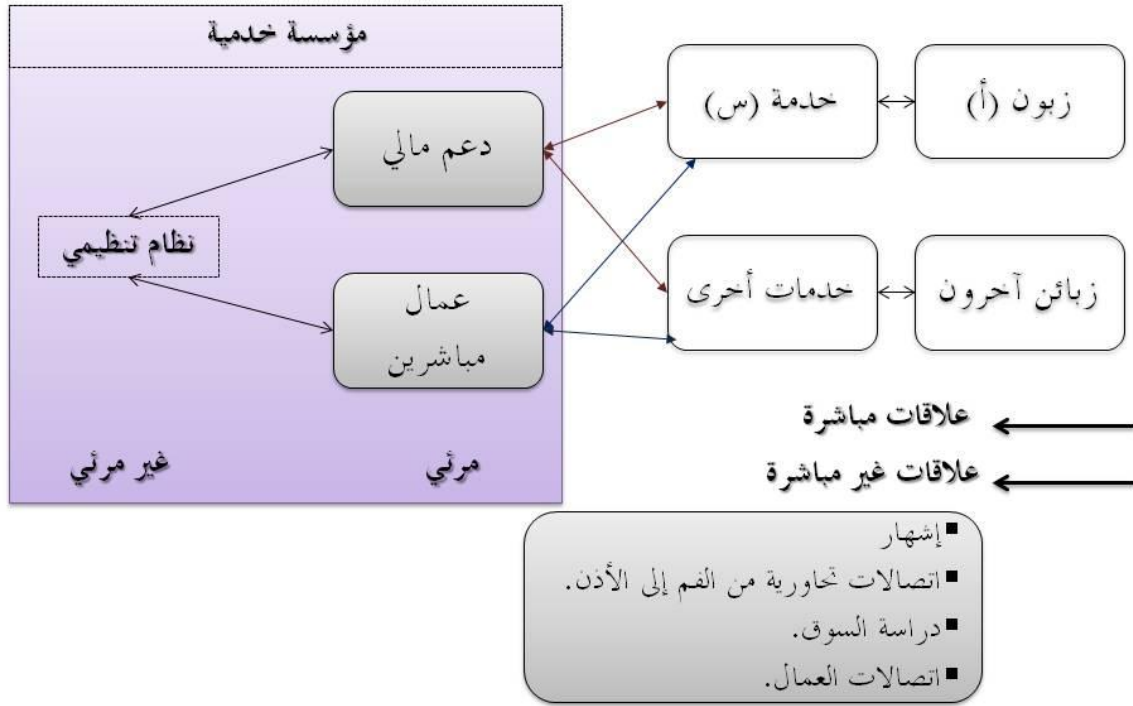 مؤسسة خدمية
زبون (أ)
خدمة (س)
دعم مالي
نظام تنظيمي
زبائن آخرون
خدمات أخرى
عمال
مباشرين
علاقات مباشرة
مرئي
غير مرئي
علاقات غير مباشرة
▪ إشهار
▪ اتصالات تحاورية من الفم إلى الأذن.
▪ دراسة السوق.
▪ اتصالات العمال.